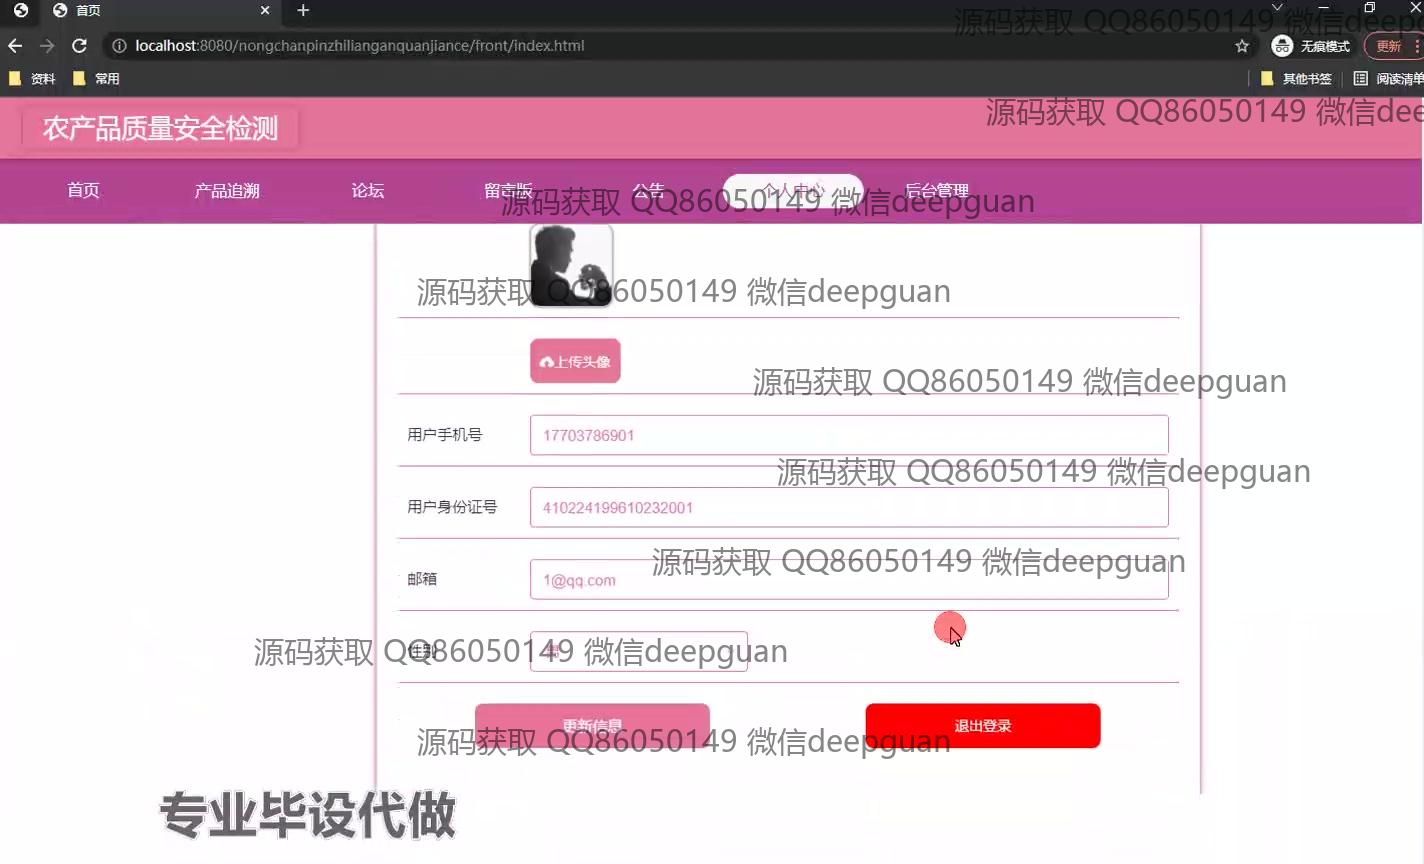 首页
localhost:8080/nongchanpinzhilianganquanjiance/front/index.html
无痕模式
更新
资料
常用
其他书签
阅读清单
源码获取 QQ86050149 微信deepg
农产品质量安全检测
源码获取 QQ86050149 微信dee
首页
产品追溯
论坛
留言版
公告
个人中心
后台管理
源码获取 QQ86050149 微信deepguan
源码获取 QQ86050149 微信deepguan
上传头像
源码获取 QQ86050149 微信deepguan
用户手机号
17703786901
源码获取 QQ86050149 微信deepguan
用户身份证号
410224199610232001
源码获取 QQ86050149 微信deepguan
邮箱
1@qq.com
源码获取 QQ86050149 微信deepguan
性别
更新信息
退出登录
源码获取 QQ86050149 微信deepguan
专业毕设代做